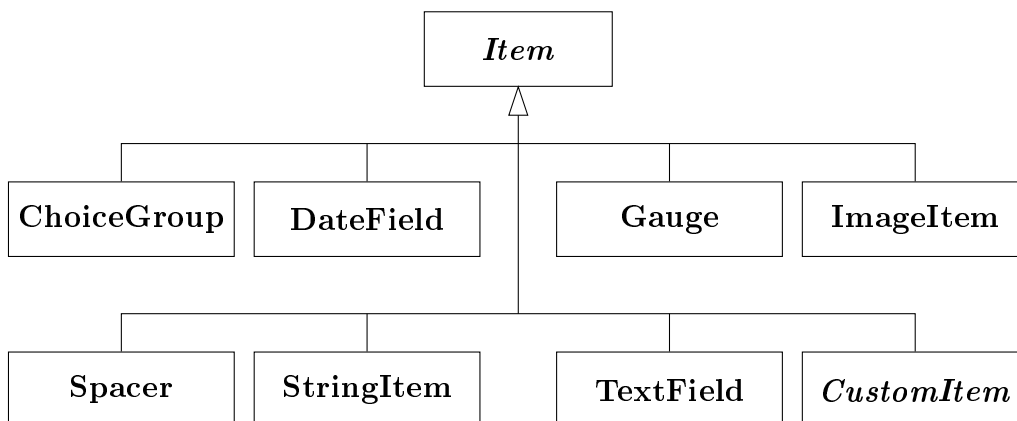 Item
ChoiceGroup DateField Gauge ImageItem
Spacer StringItem TextField CustomItem